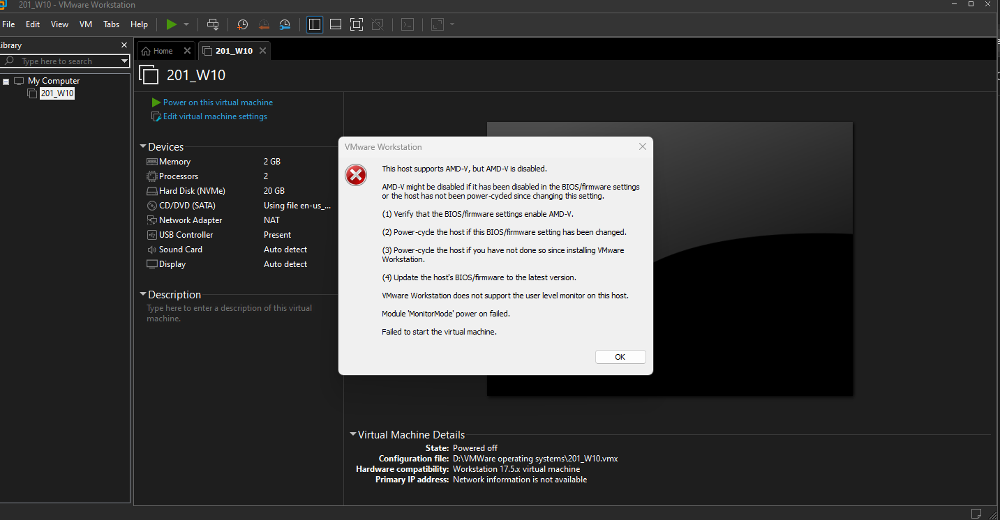 201_W10 - VMware Workstation
File Edit View VM Tabs Help
ibrary
Type here to search
My Computer
201_W10
Home
201_W10
201_W10
Power on this virtual machine
Edit virtual machine settings
Devices
Memory 2 GB
Processors 2
Hard Disk (NVMe) 20 GB
CD/DVD (SATA) Using file en-us_...
Network Adapter NAT
USB Controller Present
Sound Card Auto detect
Display Auto detect
Description
Type here to enter a description of this virtual
machine.
VMware Workstation
This host supports AMD-V, but AMD-V is disabled.
AMD-V might be disabled if it has been disabled in the BIOS/firmware settings
or the host has not been power-cycled since changing this setting.
(1) Verify that the BIOS/firmware settings enable AMD-V.
(2) Power-cycle the host if this BIOS/firmware setting has been changed.
(3) Power-cycle the host if you have not done so since installing VMware
Workstation.
(4) Update the host's BIOS/firmware to the latest version.
VMware Workstation does not support the user level monitor on this host.
Module 'MonitorMode' power on failed.
Failed to start the virtual machine.
OK
Virtual Machine Details
State: Powered off
Configuration file: D:\VMWare operating systems\201_W10.vmx
Hardware compatibility: Workstation 17.5.x virtual machine
Primary IP address: Network information is not available